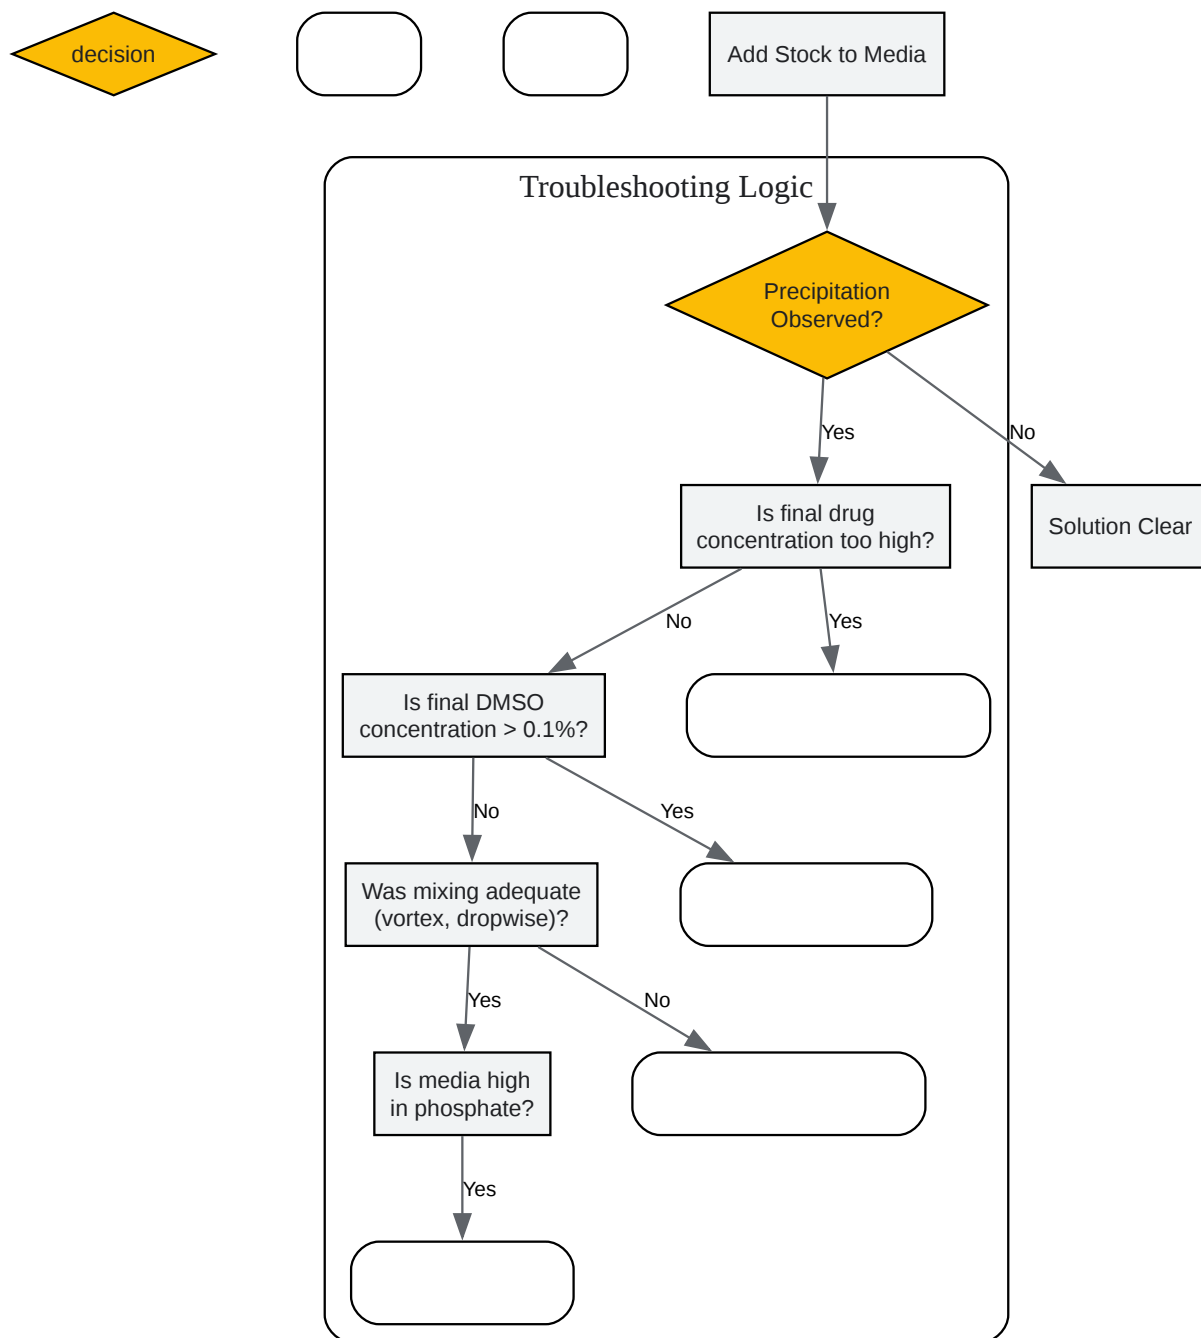 decision
Add Stock to Media
Troubleshooting Logic
Precipitation
Observed?
Yes
No
Is final drug
concentration too high?
Solution Clear
No
Yes
Is final DMSO
concentration > 0.1%?
No
Yes
Was mixing adequate
(vortex, dropwise)?
Yes
No
Is media high
in phosphate?
Yes